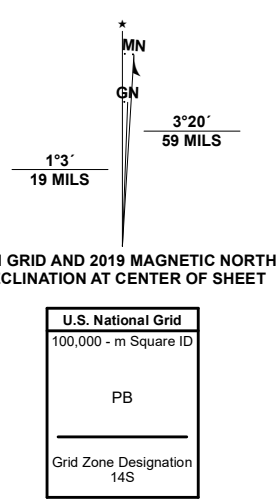 ★
MN
GN
3°20´
59 MILS
1°3´
19 MILS
GRID AND 2019 MAGNETIC NORTH
CLINATION AT CENTER OF SHEET
U.S. National Grid
100,000 - m Square ID
PB
Grid Zone Designation
14S